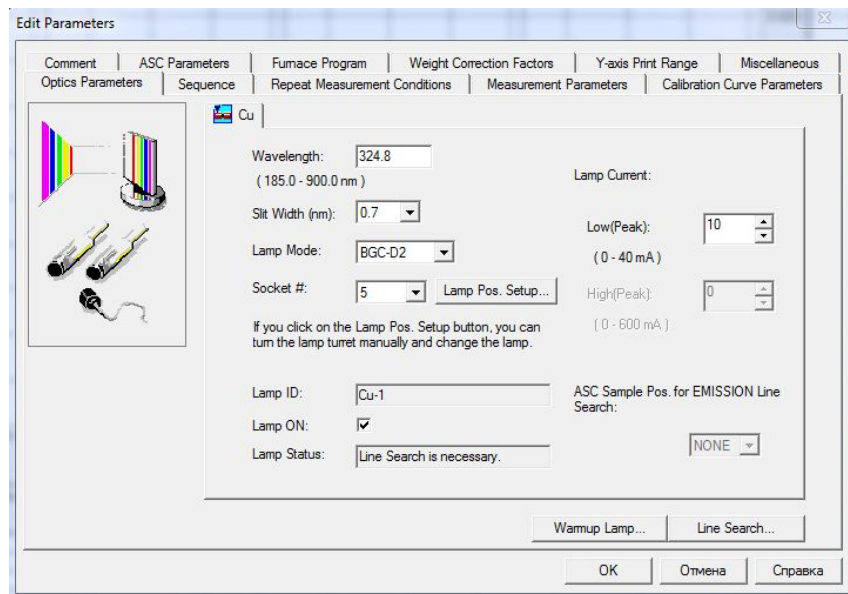 Edit Parameters
Comment
ASC Parameters
Furnace Program
Weight Correction Factors
Y-axis Print Range
Miscellaneous
Optics Parameters
Sequence
Repeat Measurement Conditions
Measurement Parameters
Calibration Curve Parameters
Cu
Wavelength: 324.8
( 185.0 - 900.0 nm )
Slit Width (nm): 0.7
Lamp Mode: BGC-D2
Socket #: 5 Lamp Pos. Setup...
If you click on the Lamp Pos. Setup button, you can
turn the lamp turret manually and change the lamp.
Lamp Current:
Low(Peak): 10
( 0 - 40 mA )
High(Peak): 0
( 0 - 600 mA )
Lamp ID: Cu-1
Lamp ON:
Lamp Status: Line Search is necessary.
ASC Sample Pos. for EMISSION Line
Search:
NONE
Warmup Lamp... Line Search...
OK Отмена Справка